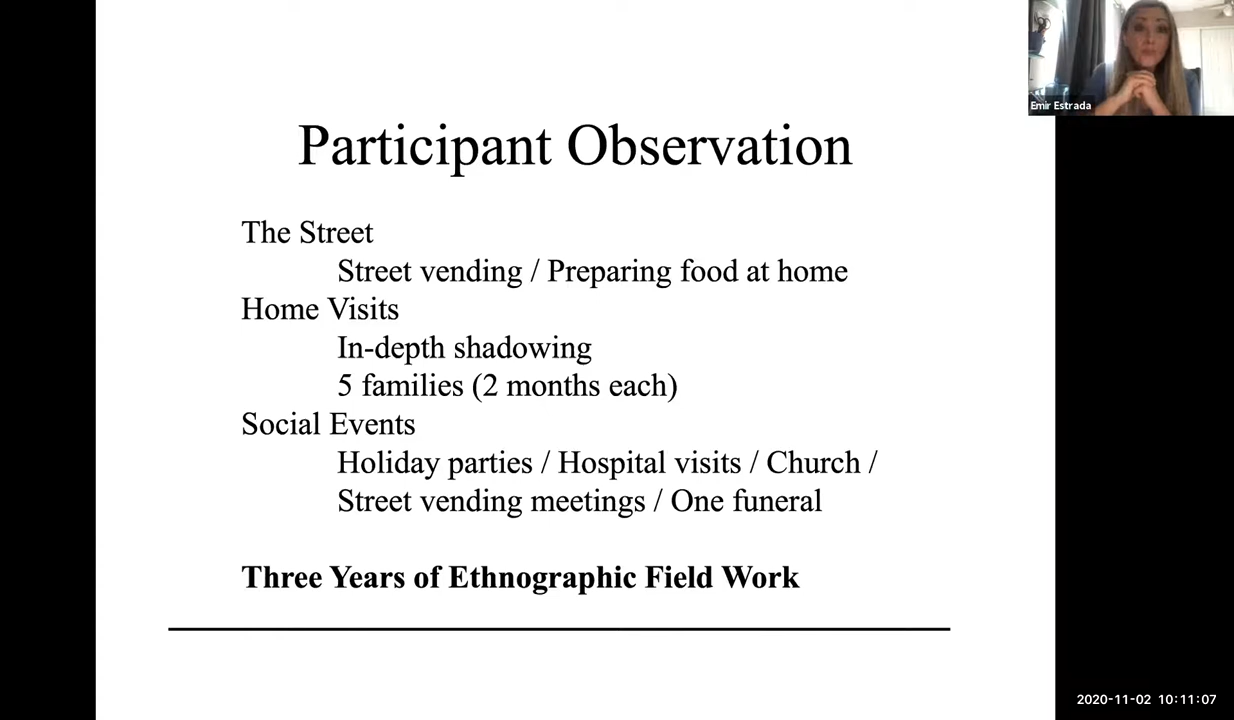 Emir Estrada
Participant Observation
The Street
Street vending / Preparing food at home
Home Visits
In-depth shadowing
5 families (2 months each)
Social Events
Holiday parties / Hospital visits / Church /
Street vending meetings / One funeral
Three Years of Ethnographic Field Work
2020-11-02 10:11:07